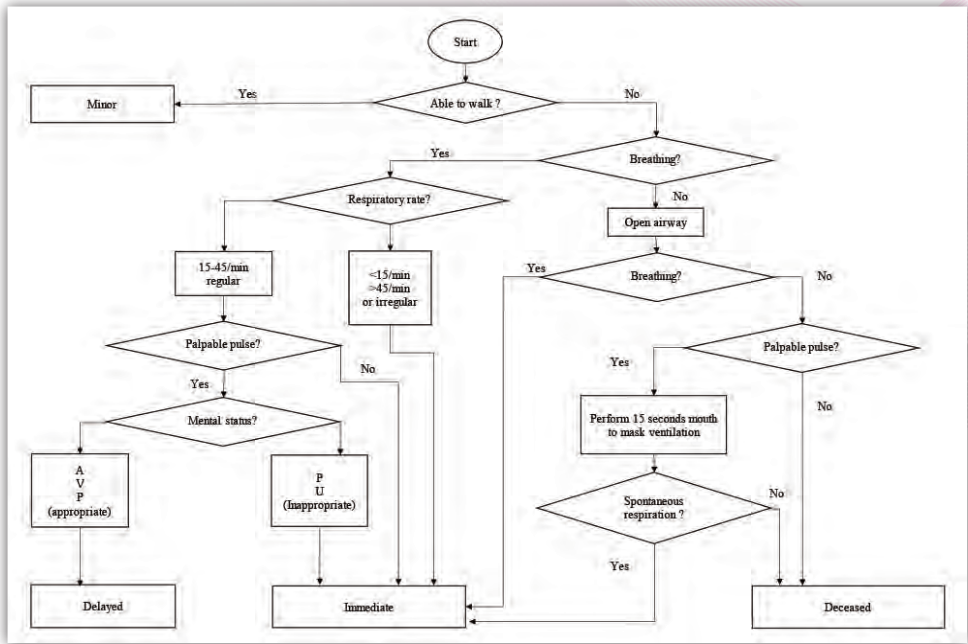 Start
Able to walk ?
Yes
No
Minor
Breathing?
Yes
No
Respiratory rate?
Open airway
15-45/min
regular
<15/min
>45/min
or irregular
Breathing?
Yes
No
Palpable pulse?
No
Yes
Palpable pulse?
Yes
No
Mental status?
Perform 15 seconds mouth
to mask ventilation
A
V
P
(appropriate)
P
U
(Inappropriate)
Spontaneous
respiration ?
No
Yes
Delayed
Immediate
Deceased